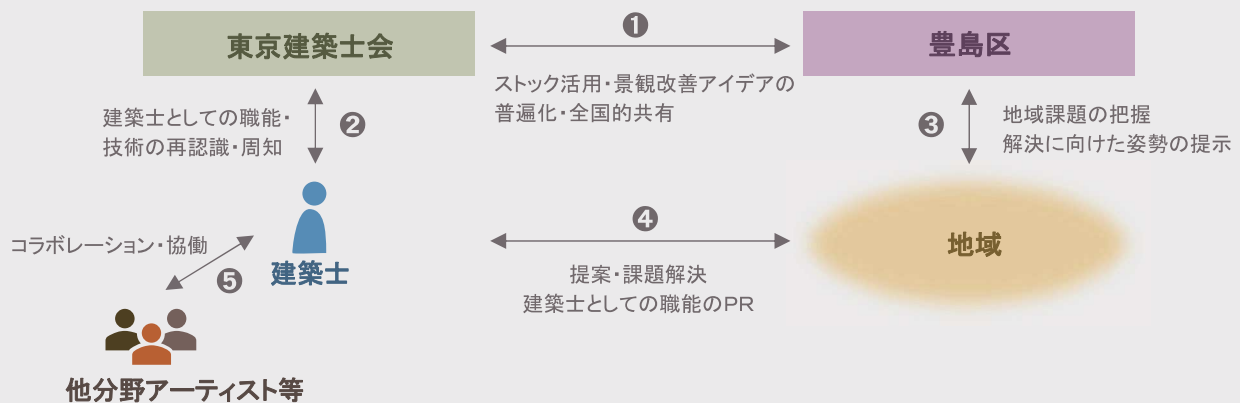 東京建築士会
❶
豊島区
ストック活用・景観改善アイデアの
普遍化・全国的共有
建築士としての職能・
技術の再認識・周知
❷
❸
地域課題の把握
解決に向けた姿勢の提示
コラボレーション・協働
❺
建築士
❹
提案・課題解決
建築士としての職能のPR
地域
他分野アーティスト等